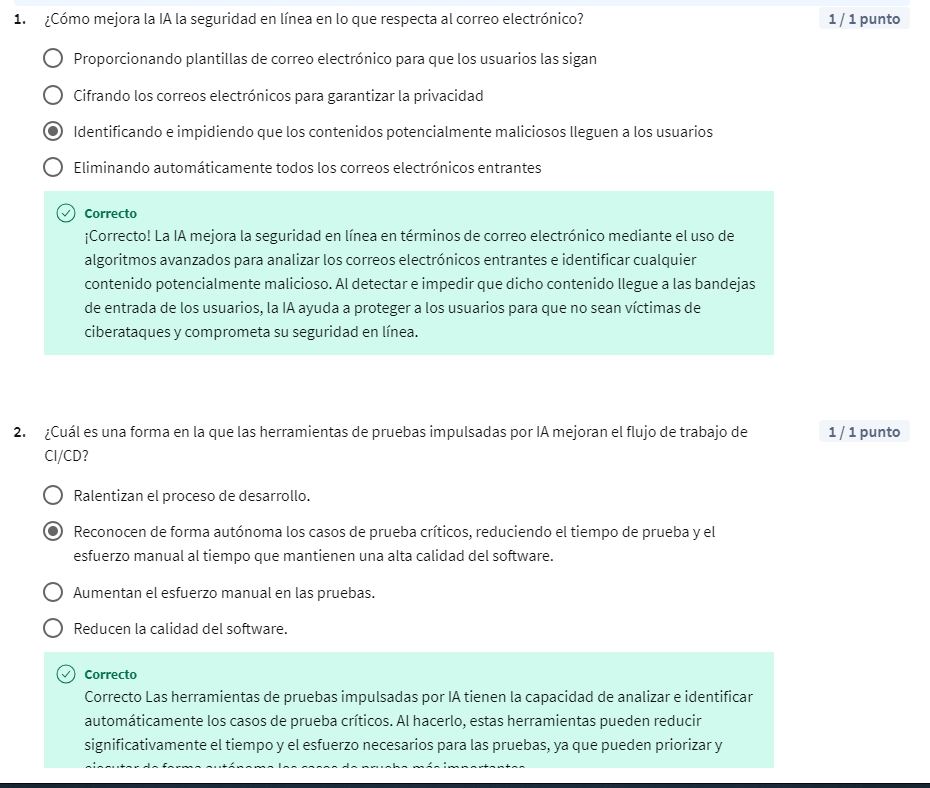 1. ¿Cómo mejora la IA la seguridad en línea en lo que respecta al correo electrónico?
1 / 1 punto
Proporcionando plantillas de correo electrónico para que los usuarios las sigan
Cifrando los correos electrónicos para garantizar la privacidad
Identificando e impidiendo que los contenidos potencialmente maliciosos lleguen a los usuarios
Eliminando automáticamente todos los correos electrónicos entrantes
Correcto
¡Correcto! La IA mejora la seguridad en línea en términos de correo electrónico mediante el uso de
algoritmos avanzados para analizar los correos electrónicos entrantes e identificar cualquier
contenido potencialmente malicioso. Al detectar e impedir que dicho contenido llegue a las bandejas
de entrada de los usuarios, la IA ayuda a proteger a los usuarios para que no sean víctimas de
ciberataques y comprometa su seguridad en línea.
2. ¿Cuál es una forma en la que las herramientas de pruebas impulsadas por IA mejoran el flujo de trabajo de
CI/CD?
1 / 1 punto
Ralentizan el proceso de desarrollo.
Reconocen de forma autónoma los casos de prueba críticos, reduciendo el tiempo de prueba y el
esfuerzo manual al tiempo que mantienen una alta calidad del software.
Aumentan el esfuerzo manual en las pruebas.
Reducen la calidad del software.
Correcto
Correcto Las herramientas de pruebas impulsadas por IA tienen la capacidad de analizar e identificar
automáticamente los casos de prueba críticos. Al hacerlo, estas herramientas pueden reducir
significativamente el tiempo y el esfuerzo necesarios para las pruebas, ya que pueden priorizar y
ejecutar de forma autónoma los casos de prueba más importantes.